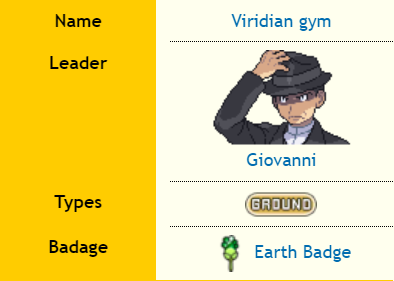 Name Viridian gym
Leader
Giovanni
Types GROUND
Badage Earth Badge